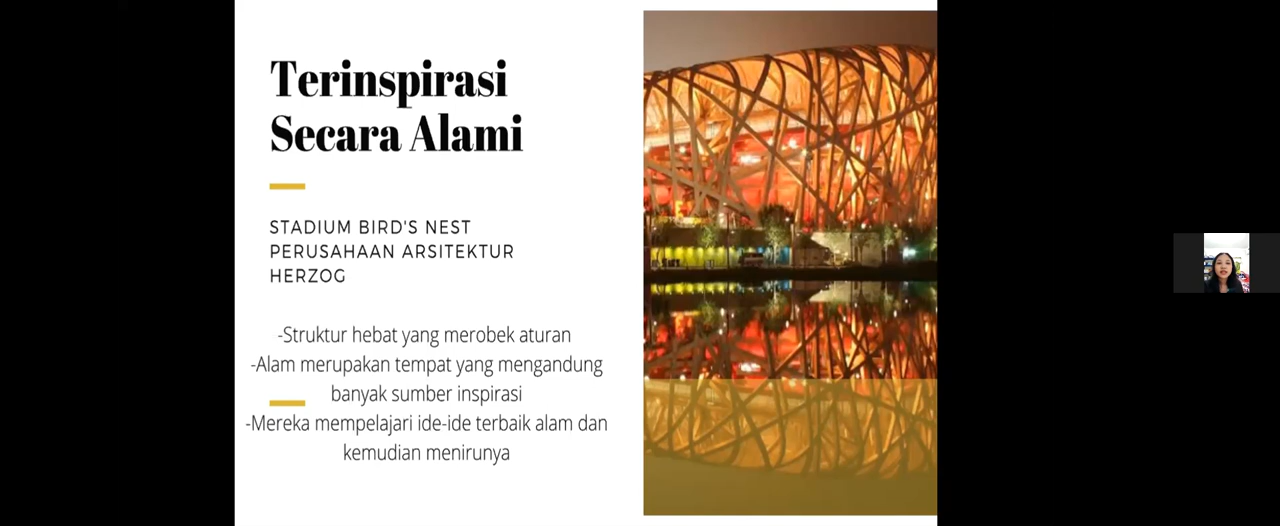 Terinspirasi
Secara Alami
STADIUM BIRD'S NEST
PERUSAHAAN ARSITEKTUR
HERZOG
-Struktur hebat yang merobek aturan
-Alam merupakan tempat yang mengandung
banyak sumber inspirasi
-Mereka mempelajari ide-ide terbaik alam dan
kemudian menirunya